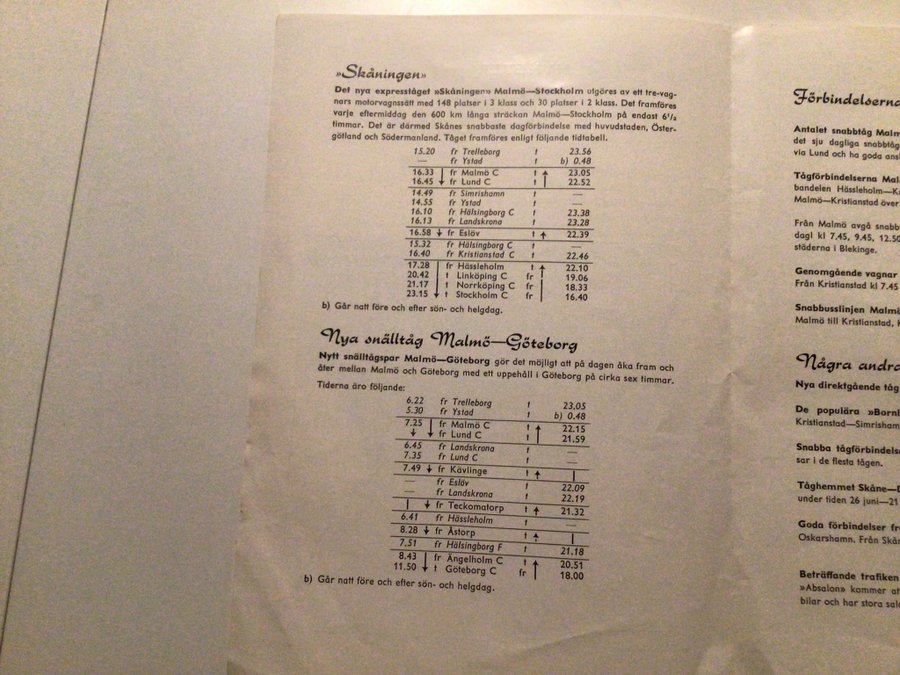 »Skåningen»
Det nya expresståget »Skåningen» Malmö—Stockholm utgöres av ett tre-vag-
nars motorvagnssätt med 148 platser i 3 klass och 30 platser i 2 klass. Det framföres
varje eftermiddag den 600 km långa sträckan Malmö—Stockholm på endast 6½
timmar. Det är därmed Skånes snabbaste dagförbindelse med huvudstaden, Öster-
götland och Södermanland. Tåget framföres enligt följande tidtabell.
15.20 fr Trelleborg t 23.56
— fr Ystad t b) 0.48
16.33 fr Malmö C t ↑ 23.05
16.45 ↓ fr Lund C t 22.52
14.49 fr Simrishamn t —
14.55 fr Ystad t —
16.10 fr Hälsingborg C t 23.38
16.13 fr Landskrona t 23.28
16.58 ↓ fr Eslöv t ↑ 22.39
15.32 fr Hälsingborg C t —
16.40 fr Kristianstad C t 22.46
17.28 fr Hässleholm t ↑ 22.10
20.42 t Linköping C fr 19.06
21.17 t Norrköping C fr 18.33
23.15 ↓ t Stockholm C fr 16.40
b) Går natt före och efter sön- och helgdag.
Nya snälltåg Malmö—Göteborg
Nytt snälltågspar Malmö—Göteborg gör det möjligt att på dagen åka fram och
åter mellan Malmö och Göteborg med ett uppehåll i Göteborg på cirka sex timmar.
Tiderna äro följande:
6.22 fr Trelleborg t 23.05
5.30 fr Ystad t b) 0.48
7.25 fr Malmö C t ↑ 22.15
↓ ↓ fr Lund C t 21.59
6.45 fr Landskrona t —
7.35 fr Lund C t —
7.49 ↓ fr Kävlinge t ↑ |
— fr Eslöv t 22.09
— fr Landskrona t 22.19
| ↓ fr Teckomatorp t ↑ 21.32
6.41 fr Hässleholm t —
8.28 ↓ fr Åstorp t ↑ |
7.51 fr Hälsingborg F t 21.18
8.43 fr Ängelholm C t ↑ 20.51
11.50 ↓ t Göteborg C fr 18.00
b) Går natt före och efter sön- och helgdag.
Förbindelserna
Antalet snabbtåg
det sju dagliga snabbtåg
via Lund och ha goda
Tågförbindelserna
bandelen Hässleholm—
Malmö—Kristianstad över
Från Malmö avgå
dagl kl 7.45, 9.45, 12.50
städerna i Blekinge.
Genomgående vagnar
Från Kristianstad kl 7.45
Snabbusslinjen Malmö
Malmö till Kristianstad,
Några andra
Nya direktgående tåg
De populära
Kristianstad—
Snabba
sar i de flesta tågen.
Tåghemmet
under tiden 26 juni—21
Goda förbindelser
Oskarshamn. Från
Beträffande trafiken
»Absalon» kommer
bilar och har stora